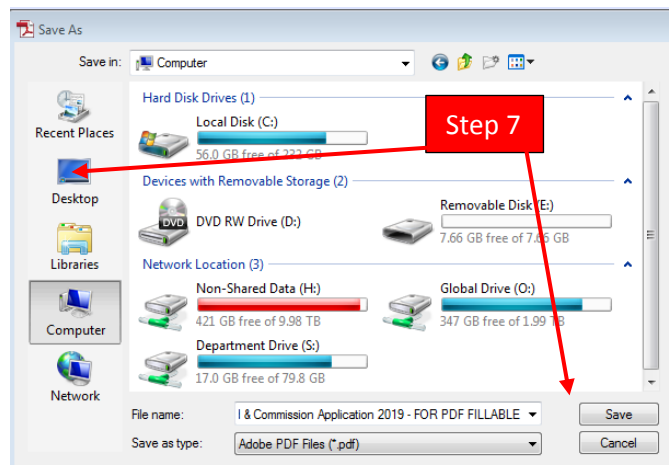 Save As
Save in:
Computer
Recent Places
Desktop
Libraries
Computer
Network
Hard Disk Drives (1)
Local Disk (C:)
56.0 GB free of 232 GB
Step 7
Devices with Removable Storage (2)
DVD
DVD RW Drive (D:)
Removable Disk (E:)
7.66 GB free of 7.66 GB
Network Location (3)
Non-Shared Data (H:)
421 GB free of 9.98 TB
Global Drive (O:)
347 GB free of 1.99 TB
Department Drive (S:)
17.0 GB free of 79.8 GB
File name:
l & Commission Application 2019 - FOR PDF FILLABLE
Save
Save as type:
Adobe PDF Files (*.pdf)
Cancel